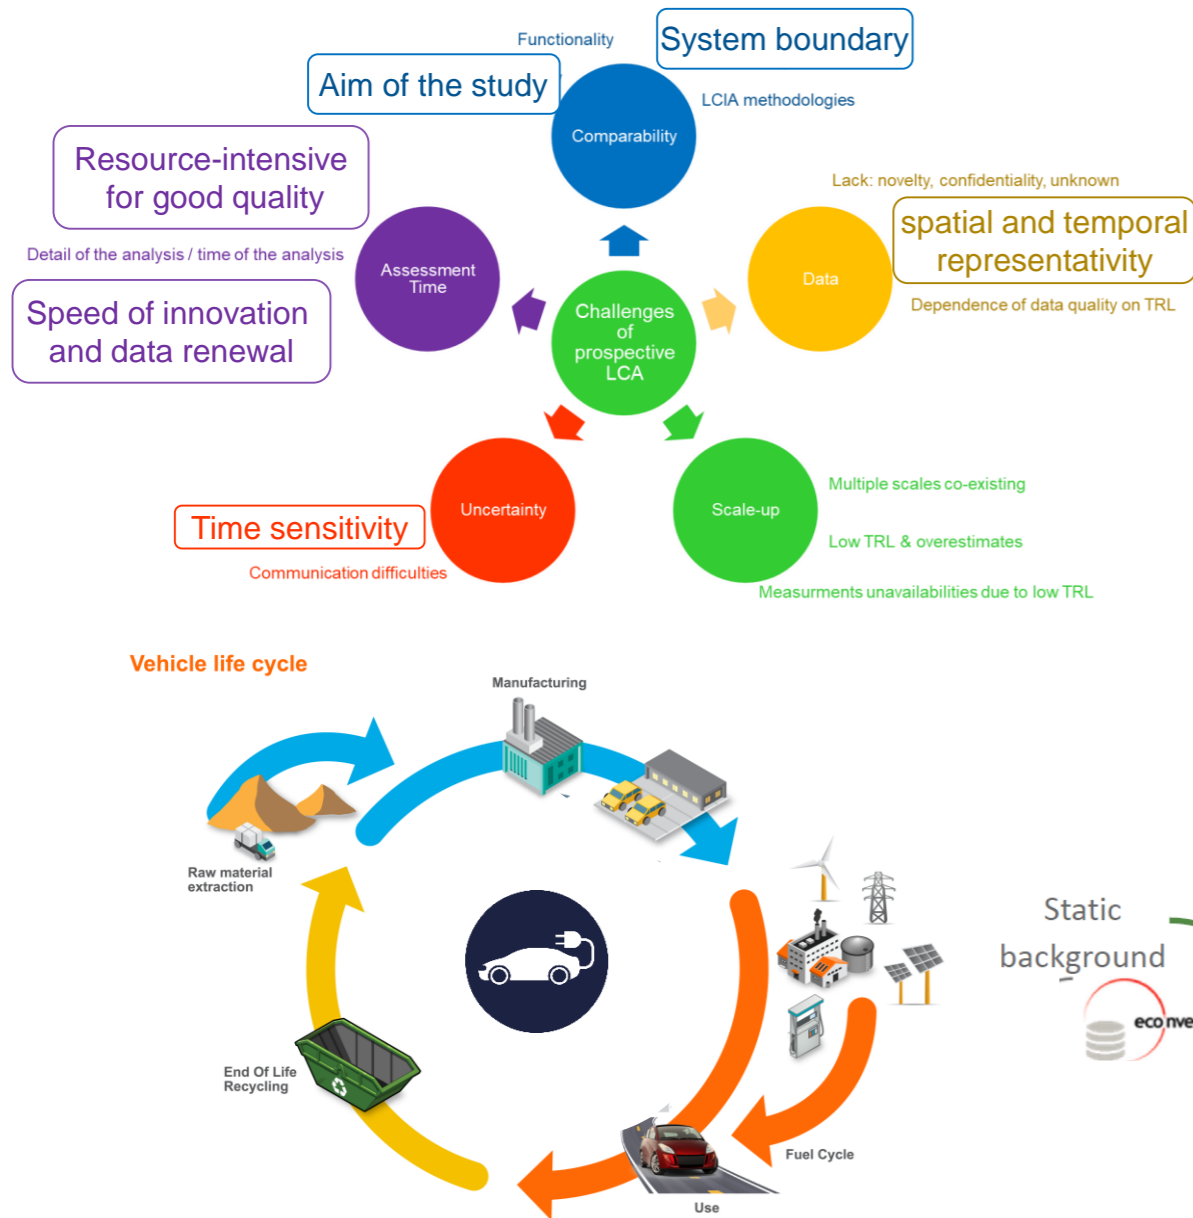 Functionality
System boundary
Aim of the study
LCIA methodologies
Comparability
Resource-intensive
for good quality
Lack: novelty, confidentiality, unknown
spatial and temporal
representativity
Detail of the analysis / time of the analysis
Assessment
Time
Data
Dependence of data quality on TRL
Speed of innovation
and data renewal
Challenges
of
prospective
LCA
Multiple scales co-existing
Uncertainty
Scale-up
Time sensitivity
Low TRL & overestimates
Communication difficulties
Measurments unavailabilities due to low TRL
Vehicle life cycle
Manufacturing
Raw material
extraction
Static
background
econve
End Of Life
Recycling
Fuel Cycle
Use